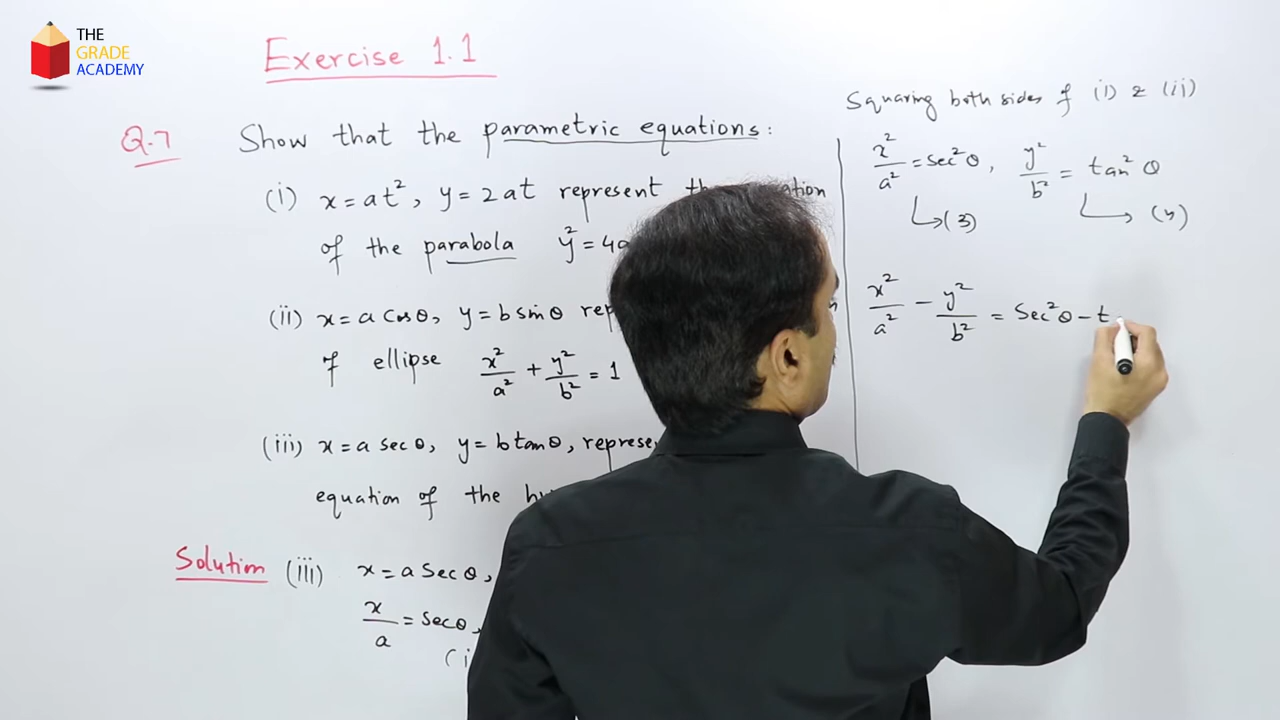 THE
GRADE
ACADEMY
Exercise 1.1
Q.7 Show that the parametric equations:
(i) x = at², y = 2at represent the
of the parabola y² = 4a
(ii) x = a Cosθ, y = b sinθ
of ellipse x²/a² + y²/b² = 1
(iii) x = a secθ, y = b tanθ,
equation of the
Solution (iii) x = a Secθ,
x/a = Secθ,
Squaring both sides of (i) & (ii)
x²/a² = Sec²θ, y²/b² = tan²θ
↳(3) ↳(4)
x²/a² − y²/b² = Sec²θ − t